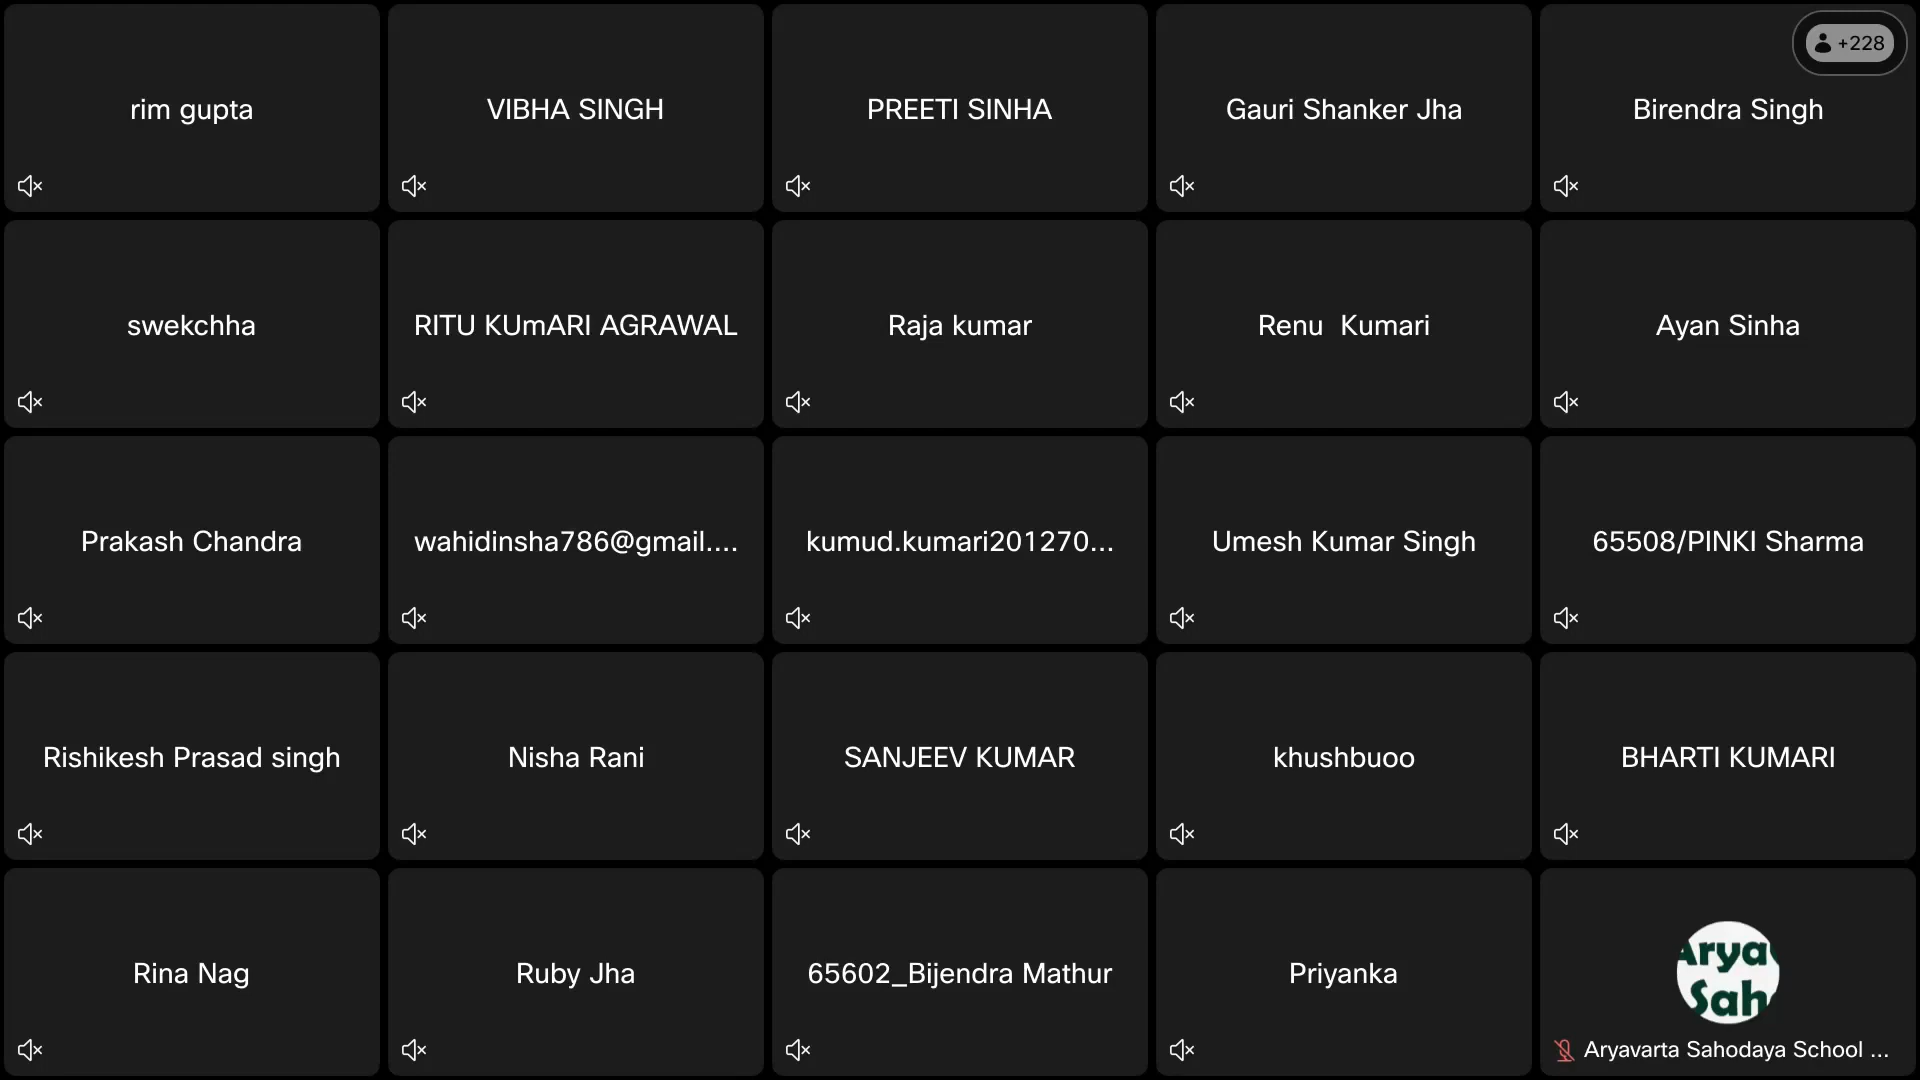 rim gupta
VIBHA SINGH
PREETI SINHA
Gauri Shanker Jha
Birendra Singh
+228
swekchha
RITU KUmARI AGRAWAL
Raja kumar
Renu  Kumari
Ayan Sinha
Prakash Chandra
wahidinsha786@gmail....
kumud.kumari201270...
Umesh Kumar Singh
65508/PINKI Sharma
Rishikesh Prasad singh
Nisha Rani
SANJEEV KUMAR
khushbuoo
BHARTI KUMARI
Rina Nag
Ruby Jha
65602_Bijendra Mathur
Priyanka
Arya
Sah
Aryavarta Sahodaya School ...